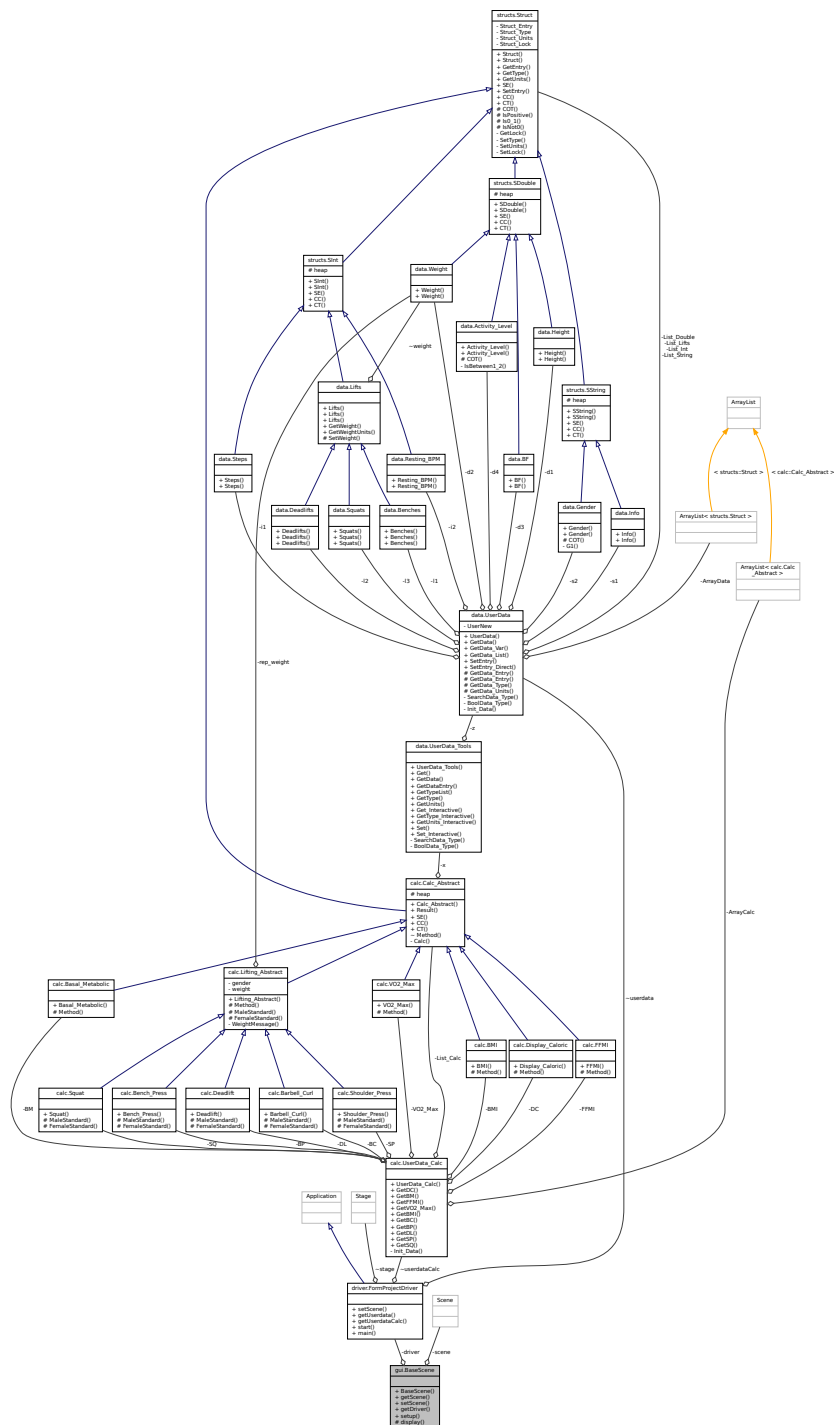 structs.Struct
- Struct_Entry
- Struct_Type
- Struct_Units
- Struct_Lock
+ Struct()
+ Struct()
+ GetEntry()
+ GetType()
+ GetUnits()
+ SE()
+ SetEntry()
+ CC()
+ CT()
# COT()
# IsPositive()
# Is0_1()
# IsNot0()
- GetLock()
- SetType()
- SetUnits()
- SetLock()
structs.SDouble
# heap
+ SDouble()
+ SDouble()
+ SE()
+ CC()
+ CT()
structs.SInt
# heap
+ SInt()
+ SInt()
+ SE()
+ CC()
+ CT()
data.Weight
+ Weight()
+ Weight()
data.Activity_Level
+ Activity_Level()
+ Activity_Level()
# COT()
- IsBetween1_2()
data.Height
+ Height()
+ Height()
-List_Double
-List_Lifts
-List_Int
-List_String
~weight
data.Lifts
+ Lifts()
+ Lifts()
+ Lifts()
+ GetWeight()
+ GetWeightUnits()
# SetWeight()
structs.SString
# heap
+ SString()
+ SString()
+ SE()
+ CC()
+ CT()
ArrayList
data.Steps
+ Steps()
+ Steps()
data.Resting_BPM
+ Resting_BPM()
+ Resting_BPM()
data.BF
+ BF()
+ BF()
-d2
-d4
-d1
< structs::Struct >
< calc::Calc_Abstract >
data.Deadlifts
+ Deadlifts()
+ Deadlifts()
+ Deadlifts()
data.Squats
+ Squats()
+ Squats()
+ Squats()
data.Benches
+ Benches()
+ Benches()
+ Benches()
data.Gender
+ Gender()
+ Gender()
# COT()
- G1()
data.Info
+ Info()
+ Info()
ArrayList< structs.Struct >
-i1
-i2
-d3
ArrayList< calc.Calc
_Abstract >
-l2
-l3
-l1
-s2
-s1
-ArrayData
data.UserData
- UserNew
+ UserData()
+ GetData()
+ GetData_Var()
+ GetData_List()
+ SetEntry()
+ SetEntry_Direct()
# GetData_Entry()
# GetData_Entry()
# GetData_Type()
# GetData_Units()
- SearchData_Type()
- BoolData_Type()
- Init_Data()
-rep_weight
-z
data.UserData_Tools
+ UserData_Tools()
+ Get()
+ GetData()
+ GetDataEntry()
+ GetTypeList()
+ GetType()
+ GetUnits()
+ Get_Interactive()
+ GetType_Interactive()
+ GetUnits_Interactive()
+ Set()
+ Set_Interactive()
- SearchData_Type()
- BoolData_Type()
-x
calc.Calc_Abstract
# heap
+ Calc_Abstract()
+ Result()
+ SE()
+ CC()
+ CT()
~ Method()
- Calc()
-ArrayCalc
calc.Basal_Metabolic
+ Basal_Metabolic()
# Method()
calc.Lifting_Abstract
- gender
- weight
+ Lifting_Abstract()
# Method()
# MaleStandard()
# FemaleStandard()
- WeightMessage()
calc.VO2_Max
+ VO2_Max()
# Method()
~userdata
calc.BMI
+ BMI()
# Method()
calc.Display_Caloric
+ Display_Caloric()
# Method()
calc.FFMI
+ FFMI()
# Method()
-List_Calc
calc.Squat
+ Squat()
# MaleStandard()
# FemaleStandard()
calc.Bench_Press
+ Bench_Press()
# MaleStandard()
# FemaleStandard()
calc.Deadlift
+ Deadlift()
# MaleStandard()
# FemaleStandard()
calc.Barbell_Curl
+ Barbell_Curl()
# MaleStandard()
# FemaleStandard()
calc.Shoulder_Press
+ Shoulder_Press()
# MaleStandard()
# FemaleStandard()
-BM
-VO2_Max
-BMI
-DC
-FFMI
-SQ
-BP
-DL
-BC
-SP
calc.UserData_Calc
+ UserData_Calc()
+ GetDC()
+ GetBM()
+ GetFFMI()
+ GetVO2_Max()
+ GetBMI()
+ GetBC()
+ GetBP()
+ GetDL()
+ GetSP()
+ GetSQ()
- Init_Data()
Application
Stage
~stage
~userdataCalc
driver.FormProjectDriver
+ setScene()
+ getUserdata()
+ getUserdataCalc()
+ start()
+ main()
Scene
-driver
-scene
gui.BaseScene
+ BaseScene()
+ getScene()
+ setScene()
+ getDriver()
+ setup()
# display()